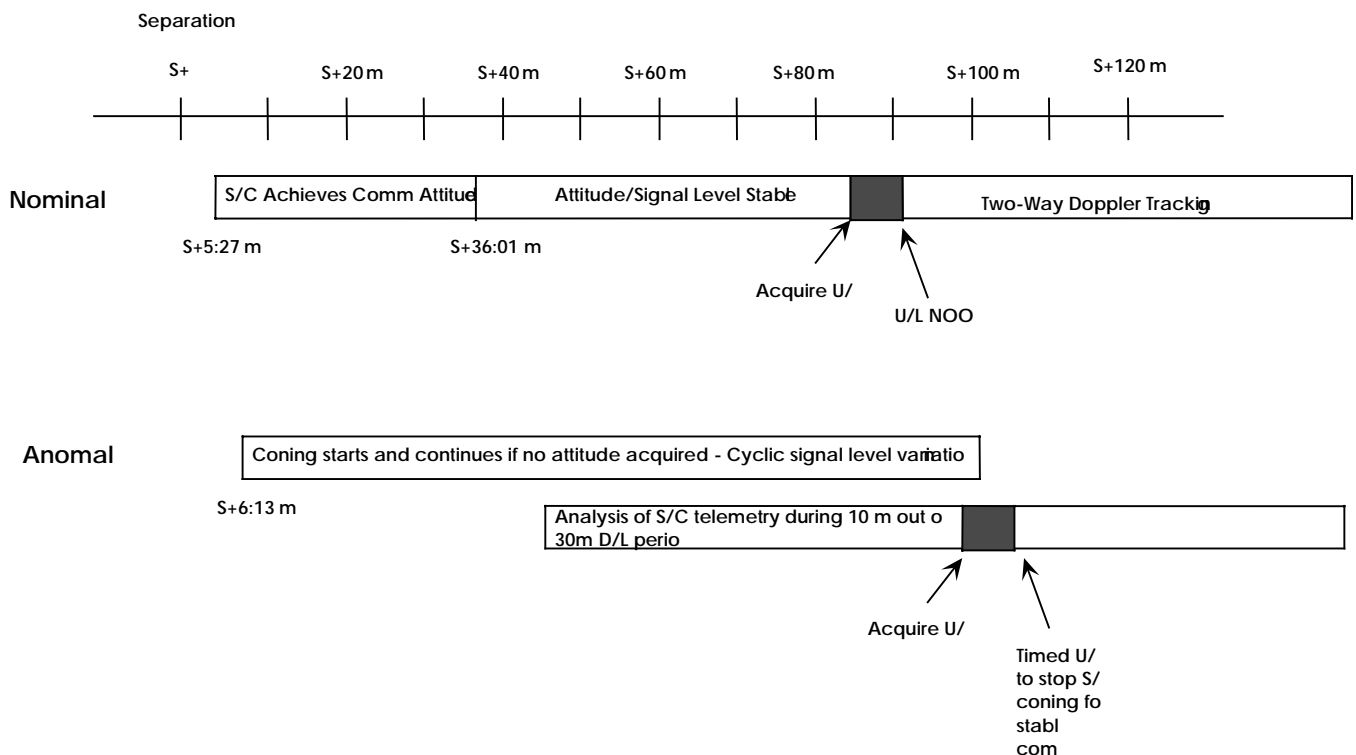 Separation
S+
S+20 m
S+40 m
S+60 m
S+80 m
S+100 m
S+120 m
Nominal
S/C Achieves Comm Attitude
Attitude/Signal Level Stable
Two-Way Doppler Tracking
S+5:27 m
S+36:01 m
Acquire U/
U/L NOO
Anomal
Coning starts and continues if no attitude acquired - Cyclic signal level variatio
S+6:13 m
Analysis of S/C telemetry during 10 m out o
30m D/L perio
Acquire U/
Timed U/
to stop S/
coning fo
stabl
com